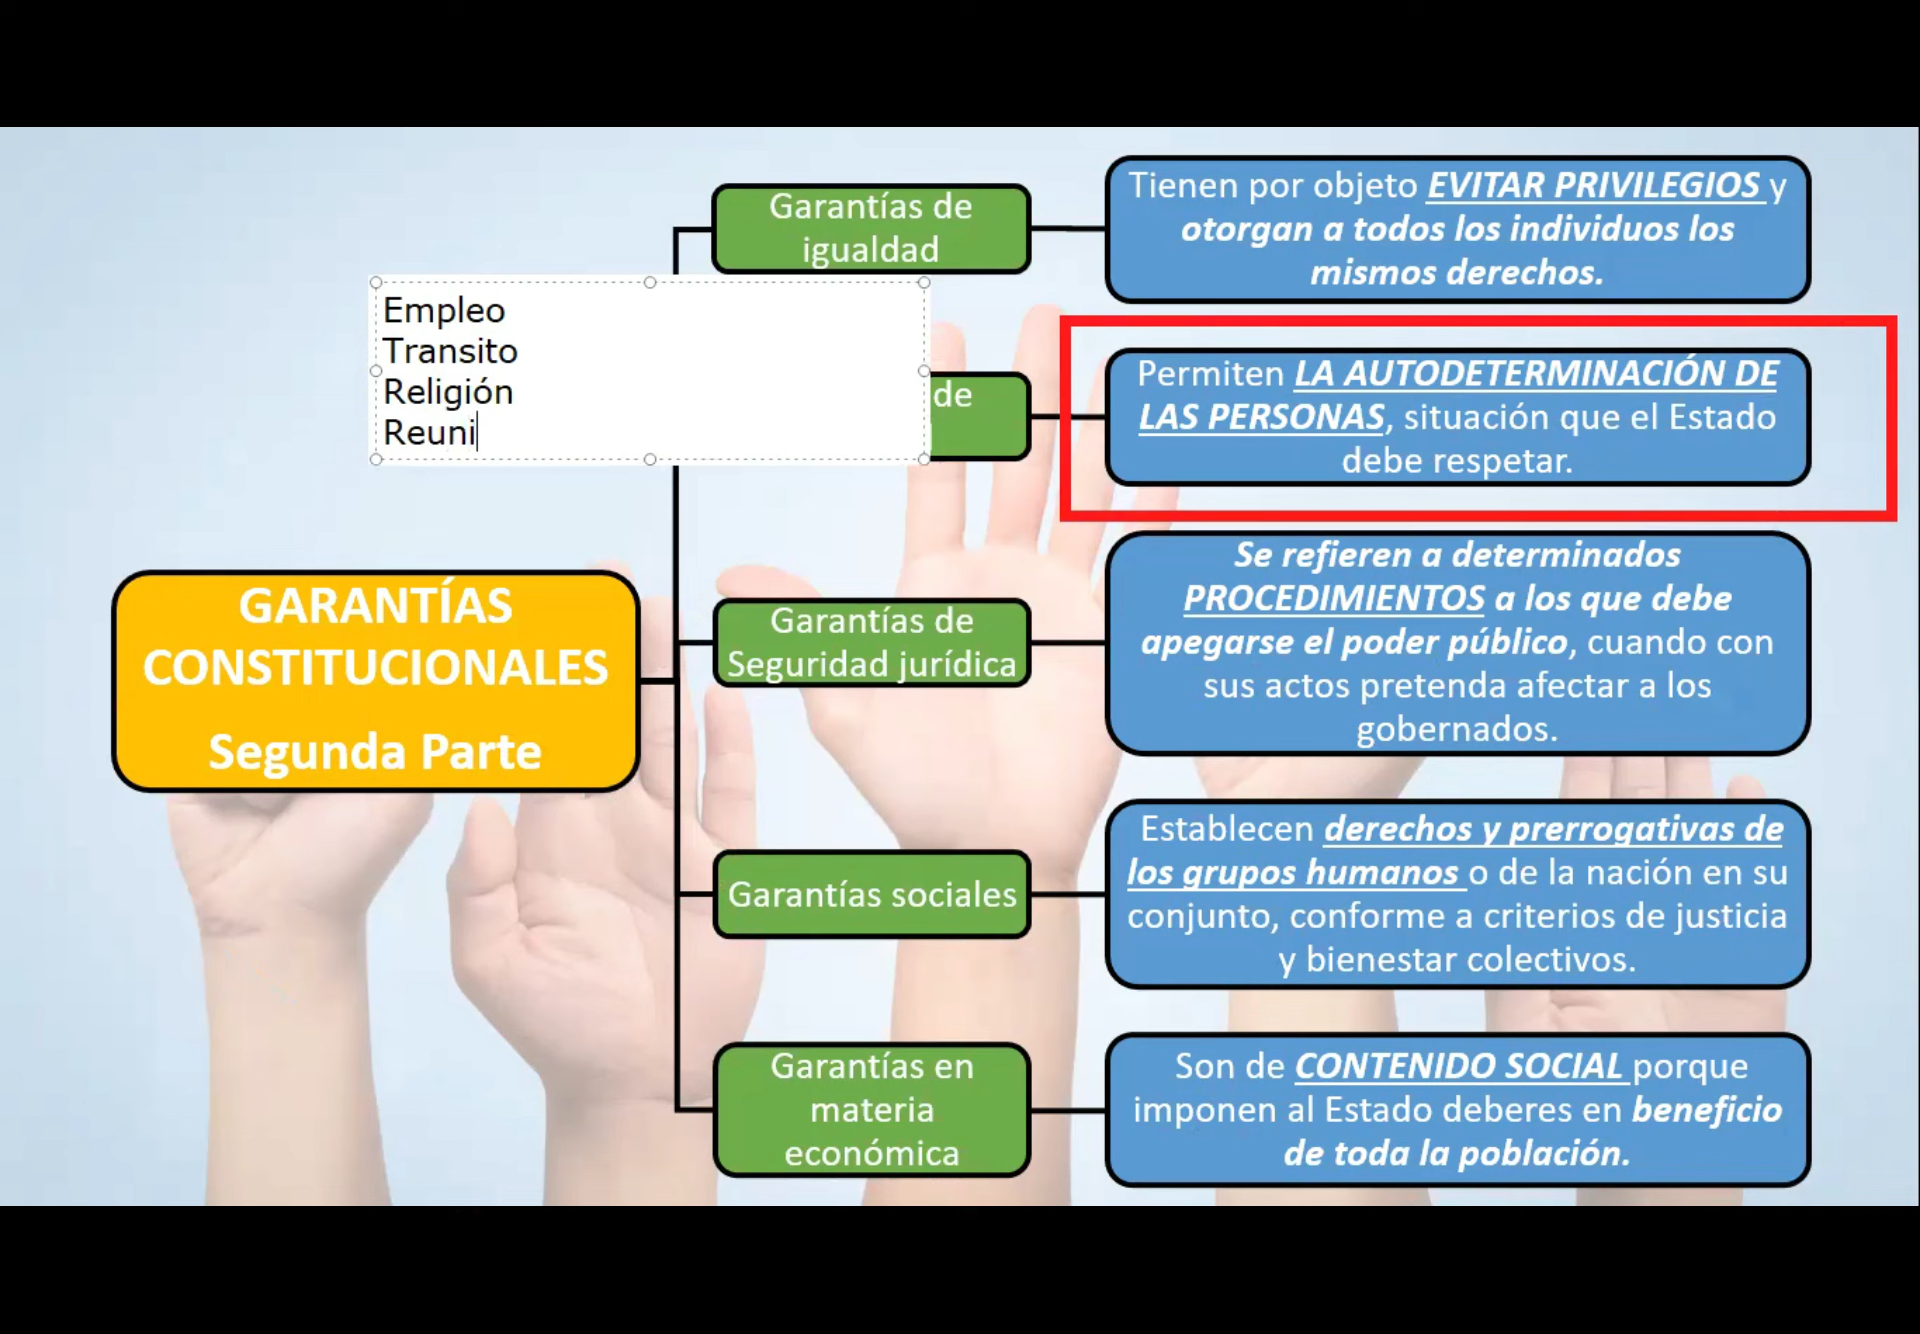 Garantías de
igualdad
Tienen por objeto EVITAR PRIVILEGIOS y
otorgan a todos los individuos los
mismos derechos.
Empleo
Transito
Religión
Reuni
de
Permiten LA AUTODETERMINACIÓN DE
LAS PERSONAS, situación que el Estado
debe respetar.
GARANTÍAS
CONSTITUCIONALES
Segunda Parte
Garantías de
Seguridad jurídica
Se refieren a determinados
PROCEDIMIENTOS a los que debe
apegarse el poder público, cuando con
sus actos pretenda afectar a los
gobernados.
Garantías sociales
Establecen derechos y prerrogativas de
los grupos humanos o de la nación en su
conjunto, conforme a criterios de justicia
y bienestar colectivos.
Garantías en
materia
económica
Son de CONTENIDO SOCIAL porque
imponen al Estado deberes en beneficio
de toda la población.